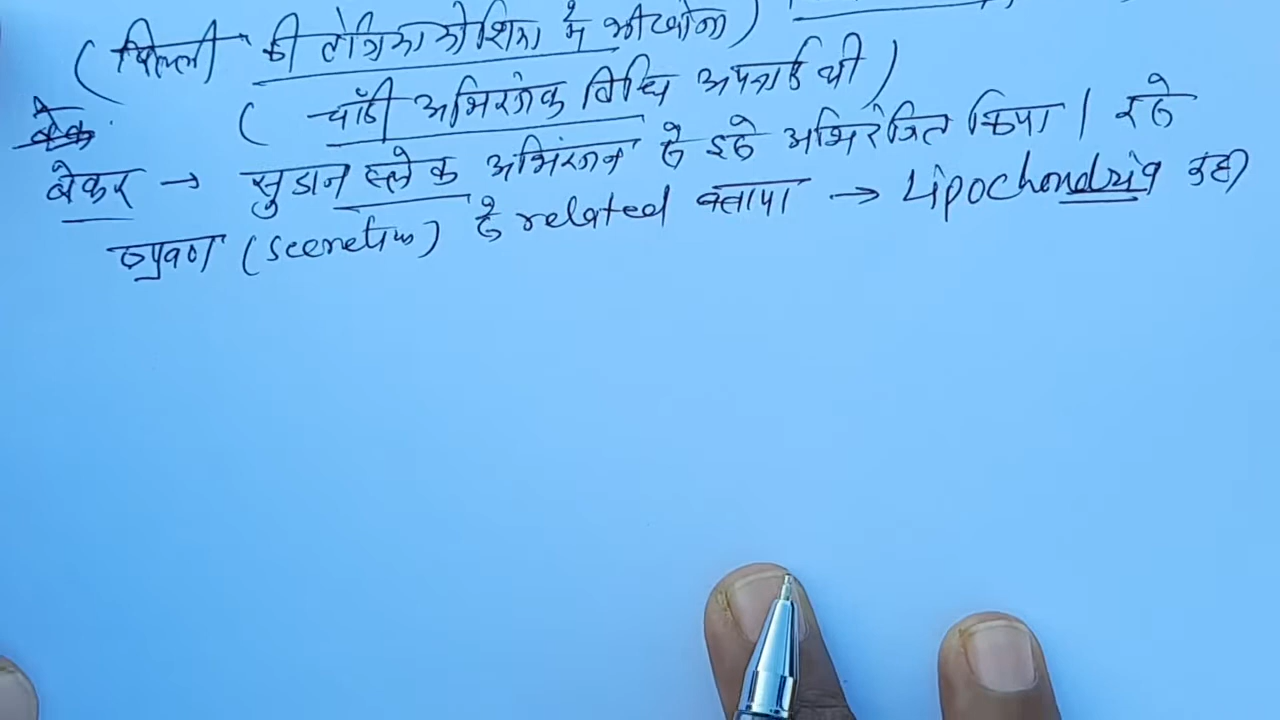 (बिल्ली की तंत्रिका कोशिका में की खोज)
(चाँदी अभिरंजक विधि अपनाई थी)
बेक
बेकर → सुडान ब्लेक अभिरंजन से इसे अभिरंजित किया। इसे
स्रवण (secretion) से related बताया → Lipochondria कहा